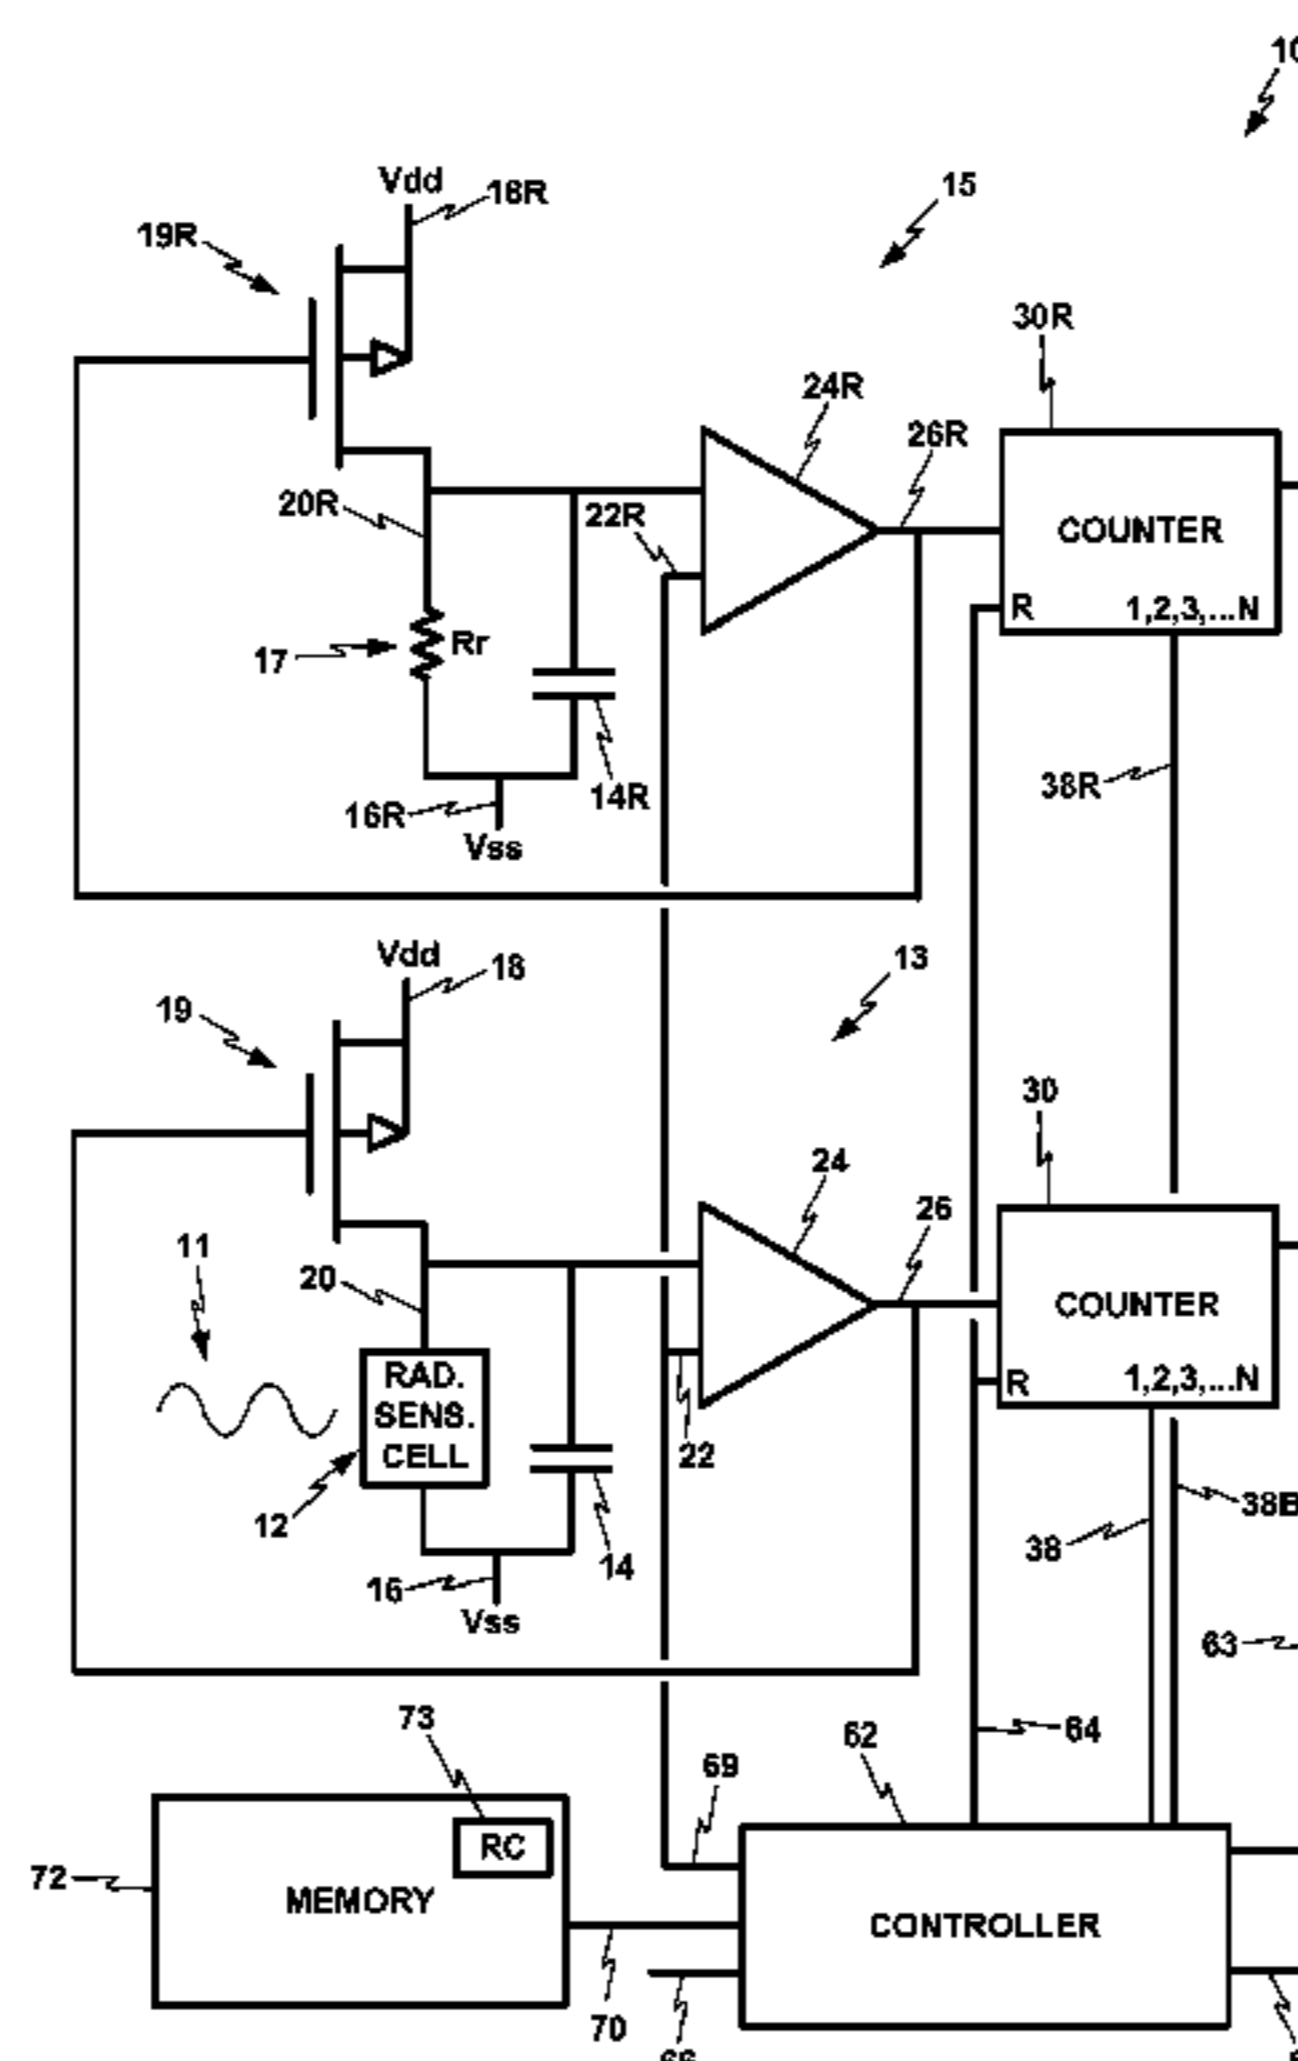 Vdd
18R
15
19R
30R
24R
26R
20R
22R
COUNTER
R
1,2,3,...N
17
Rr
14R
38R
16R
Vss
Vdd
18
13
19
30
24
26
11
20
COUNTER
R
1,2,3,...N
RAD.
SENS.
CELL
22
12
14
38
16
Vss
63
73
62
64
69
RC
72
MEMORY
CONTROLLER
70